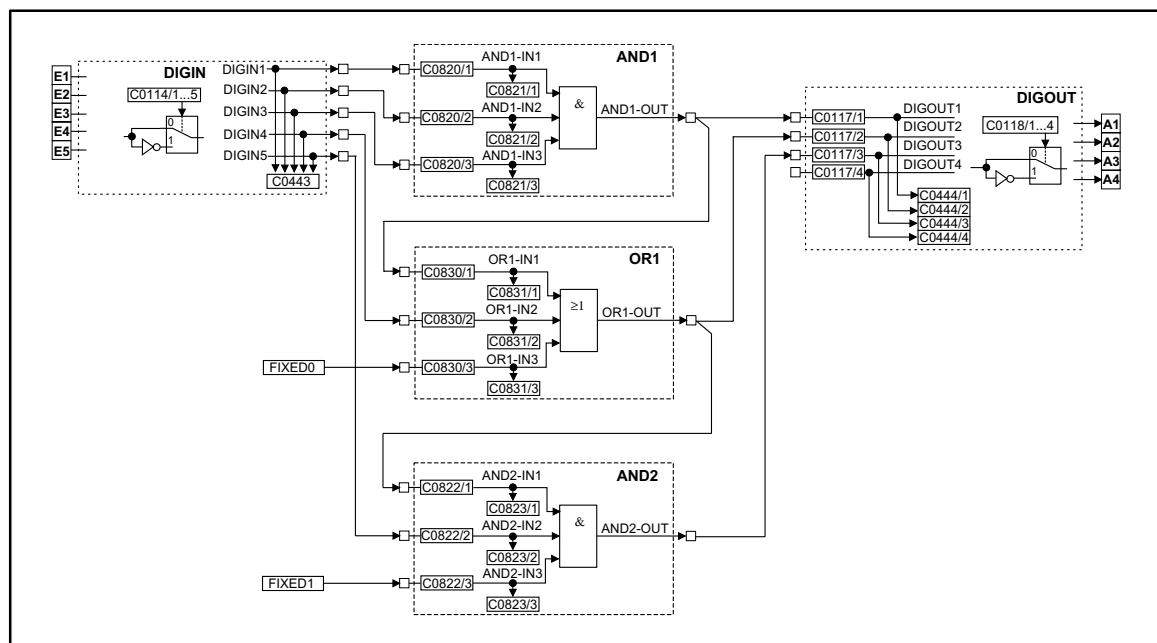 E1
E2
E3
E4
E5
DIGIN
C0114/1...5
0
1
DIGIN1
DIGIN2
DIGIN3
DIGIN4
DIGIN5
C0443
AND1
C0820/1
C0820/2
C0820/3
AND1-IN1
C0821/1
AND1-IN2
C0821/2
AND1-IN3
C0821/3
&
AND1-OUT
OR1
C0830/1
C0830/2
C0830/3
OR1-IN1
C0831/1
OR1-IN2
C0831/2
OR1-IN3
C0831/3
≥1
OR1-OUT
FIXED0
AND2
C0822/1
C0822/2
C0822/3
AND2-IN1
C0823/1
AND2-IN2
C0823/2
AND2-IN3
C0823/3
&
AND2-OUT
FIXED1
DIGOUT
C0117/1
C0117/2
C0117/3
C0117/4
DIGOUT1
DIGOUT2
DIGOUT3
DIGOUT4
C0118/1...4
0
1
C0444/1
C0444/2
C0444/3
C0444/4
A1
A2
A3
A4